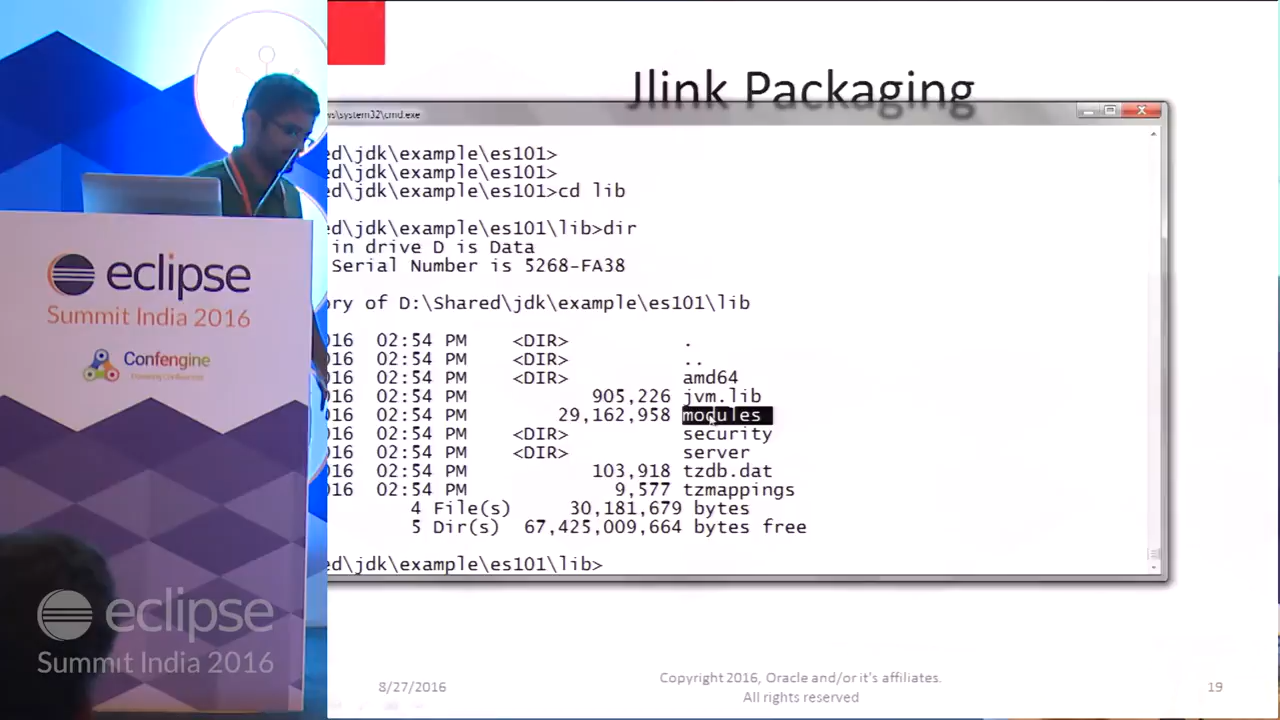 Jlink Packaging
ws\system32\cmd.exe
ed\jdk\example\es101>
ed\jdk\example\es101>
ed\jdk\example\es101>cd lib
ed\jdk\example\es101\lib>dir
in drive D is Data
Serial Number is 5268-FA38
ory of D:\Shared\jdk\example\es101\lib
016 02:54 PM <DIR> .
016 02:54 PM <DIR> ..
016 02:54 PM <DIR> amd64
016 02:54 PM 905,226 jvm.lib
016 02:54 PM 29,162,958 modules
016 02:54 PM <DIR> security
016 02:54 PM <DIR> server
016 02:54 PM 103,918 tzdb.dat
016 02:54 PM 9,577 tzmappings
4 File(s) 30,181,679 bytes
5 Dir(s) 67,425,009,664 bytes free
ed\jdk\example\es101\lib>
8/27/2016
Copyright 2016, Oracle and/or it's affiliates.
All rights reserved
19
eclipse
Summit India 2016
Confengine
eclipse
Summit India 2016